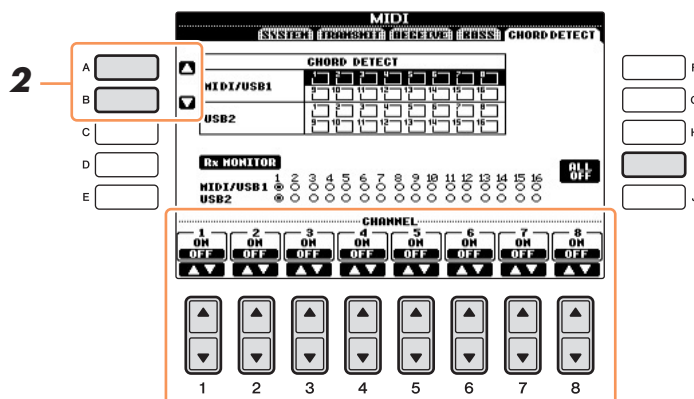 MIDI
SYSTEM TRANSMIT RECEIVE BASS CHORD DETECT
CHORD DETECT
MIDI/USB1
1 2 3 4 5 6 7 8
9 10 11 12 13 14 15 16
USB2
1 2 3 4 5 6 7 8
9 10 11 12 13 14 15 16
Rx MONITOR
1 2 3 4 5 6 7 8 9 10 11 12 13 14 15 16
MIDI/USB1
USB2
ALL
OFF
CHANNEL
1 2 3 4 5 6 7 8
ON ON ON ON ON ON ON ON
OFF OFF OFF OFF OFF OFF OFF OFF
2
A
B
C
D
E
F
G
H
J
1 2 3 4 5 6 7 8